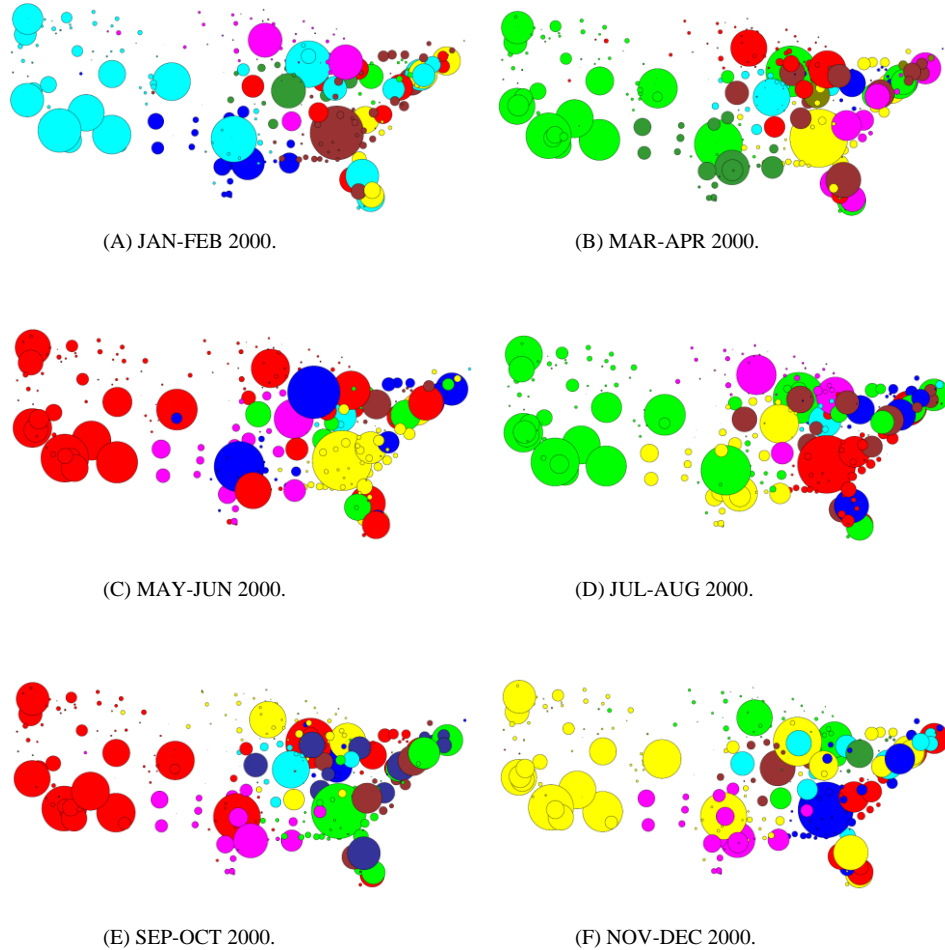 (A) JAN-FEB 2000.
(B) MAR-APR 2000.
(C) MAY-JUN 2000.
(D) JUL-AUG 2000.
(E) SEP-OCT 2000.
(F) NOV-DEC 2000.